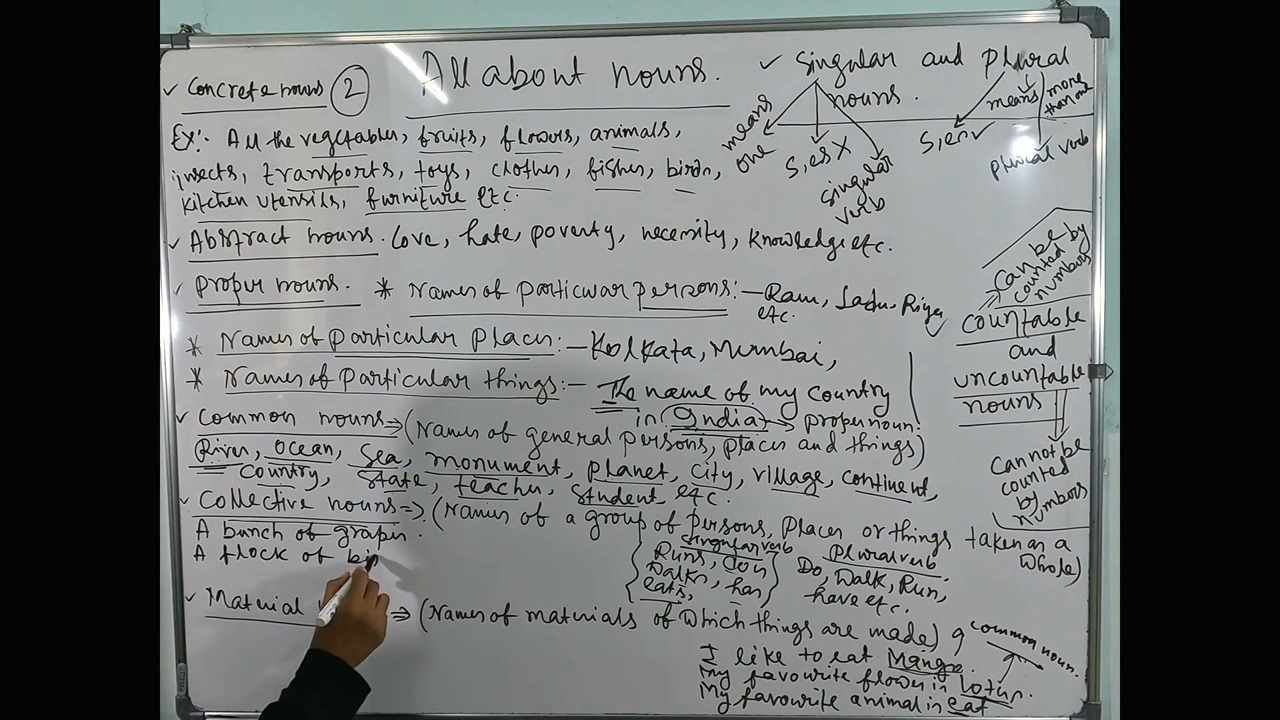 All about nouns.
✓ Concrete nouns 2
Ex:- All the vegetables, fruits, flowers, animals,
insects, transports, toys, clothes, fishes, birds,
kitchen utensils, furniture etc.
✓ Abstract nouns. Love, hate, poverty, necessity, knowledge etc.
✓ Proper nouns. * Names of particular persons:- Ram, Jadu, Riya
etc.
* Names of particular places:- Kolkata, Mumbai,
* Names of particular things:- The name of my country
is India → proper noun.
✓ Common nouns ⇒ (Names of general persons, places and things)
River, Ocean, Sea, monument, planet, city, village, continent,
country, state, teacher, student etc.
✓ Collective nouns ⇒ (Names of a group of persons, places or things taken as a
whole)
A bunch of grapes.
A flock of bi
✓ Material ⇒ (Names of materials of which things are made)
✓ Singular and plural
nouns.
means
one
s, es X
singular
verb
s, es ✓
means
more
than one
plural verb
can be
counted by
numbers
countable
and
uncountable
nouns
cannot be
counted
by
numbers
singular verb
Runs, does
walks, has
eats,
plural verb
Do, walk, Run,
have etc.
common noun.
I like to eat Mango.
My favourite flower is lotus.
My favourite animal is cat